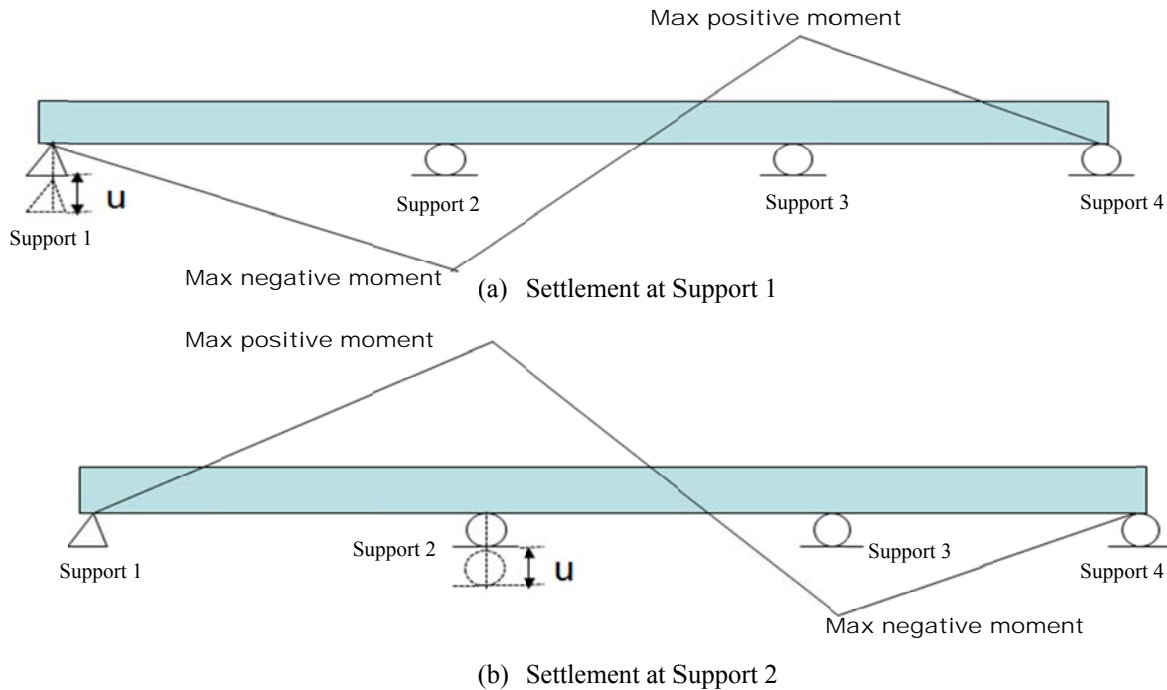 Max positive moment
u
Support 1
Support 2
Support 3
Support 4
Max negative moment
(a) Settlement at Support 1
Max positive moment
Support 1
Support 2
u
Support 3
Support 4
Max negative moment
(b) Settlement at Support 2